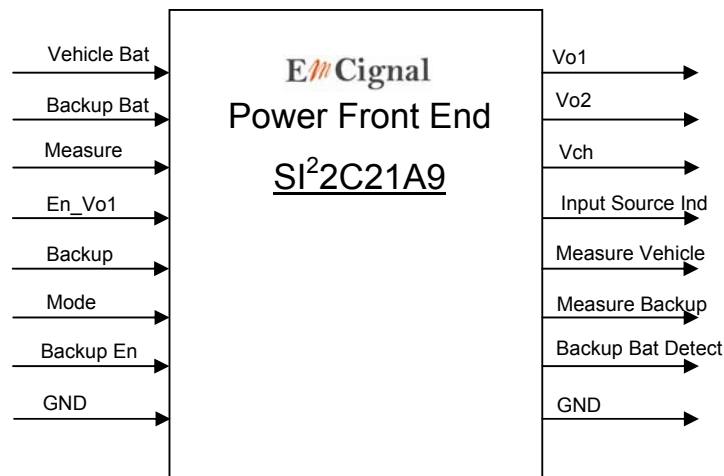 Vehicle Bat
Backup Bat
Measure
En_Vo1
Backup
Mode
Backup En
GND
EmCignal
Power Front End
SI²2C21A9
Vo1
Vo2
Vch
Input Source Ind
Measure Vehicle
Measure Backup
Backup Bat Detect
GND